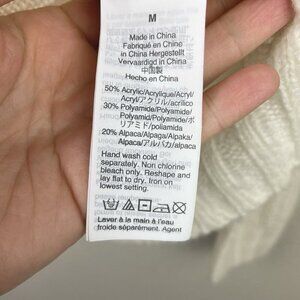 M
Made in China
Fabriqué en Chine
in China Hergestellt
Vervaardigd in China
中国製
Hecho en China
50% Acrylic/Acrylique/Acryl/
Acryl/アクリル/acrílico
30% Polyamide/Polyamide/
Polyamid/Polyamide/ポ
リアミド/poliamida
20% Alpaca/Alpaga/Alpaka/
Alpaca/アルパカ/alpaca
Hand wash cold
separately. Non chlorine
bleach only. Reshape and
lay flat to dry. Iron on
lowest setting.
Laver à la main à l'eau
froide séparément. Agent